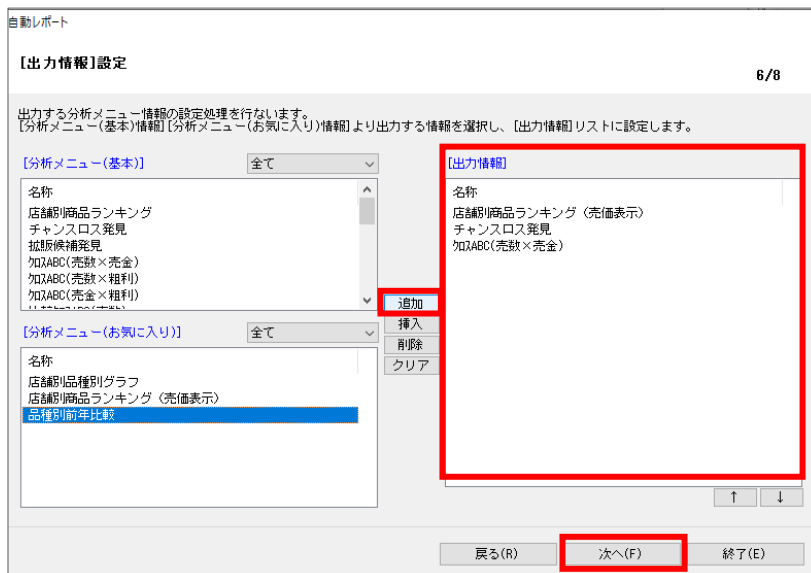 自動レポート
[出力情報]設定
6/8
出力する分析メニュー情報の設定処理を行ないます。
[分析メニュー(基本)情報][分析メニュー(お気に入り)情報]より出力する情報を選択し、[出力情報]リストに設定します。
[分析メニュー(基本)]
全て
名称
店舗別商品ランキング
チャンスロス発見
拡販候補発見
ｸﾛｽABC(売数×売金)
ｸﾛｽABC(売数×粗利)
ｸﾛｽABC(売金×粗利)
[分析メニュー(お気に入り)]
全て
名称
店舗別品種別グラフ
店舗別商品ランキング（売価表示）
品種別前年比較
追加
挿入
削除
クリア
[出力情報]
名称
店舗別商品ランキング（売価表示）
チャンスロス発見
ｸﾛｽABC(売数×売金)
↑
↓
戻る(R)
次へ(F)
終了(E)